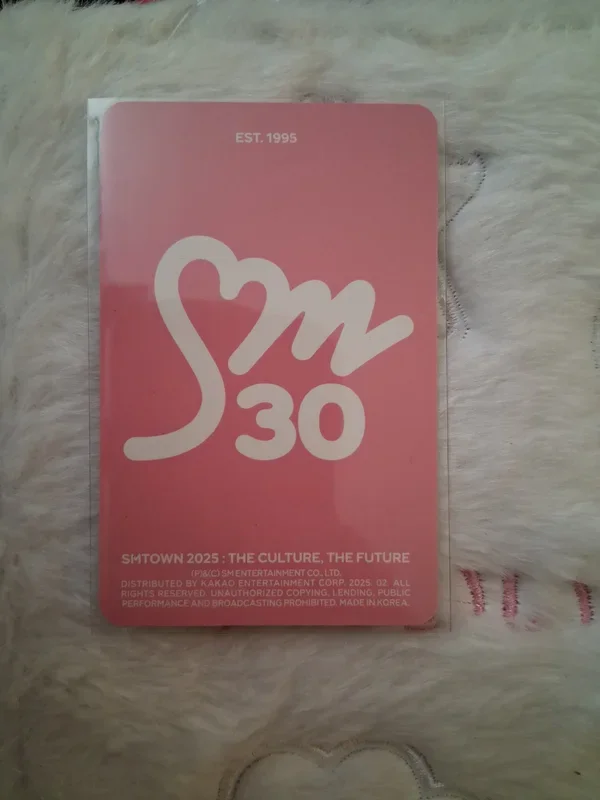 EST. 1995
Sm
30
SMTOWN 2025 : THE CULTURE, THE FUTURE
(P)&(C) SM ENTERTAINMENT CO., LTD.
DISTRIBUTED BY KAKAO ENTERTAINMENT CORP. 2025. 02. ALL
RIGHTS RESERVED. UNAUTHORIZED COPYING, LENDING, PUBLIC
PERFORMANCE AND BROADCASTING PROHIBITED. MADE IN KOREA.